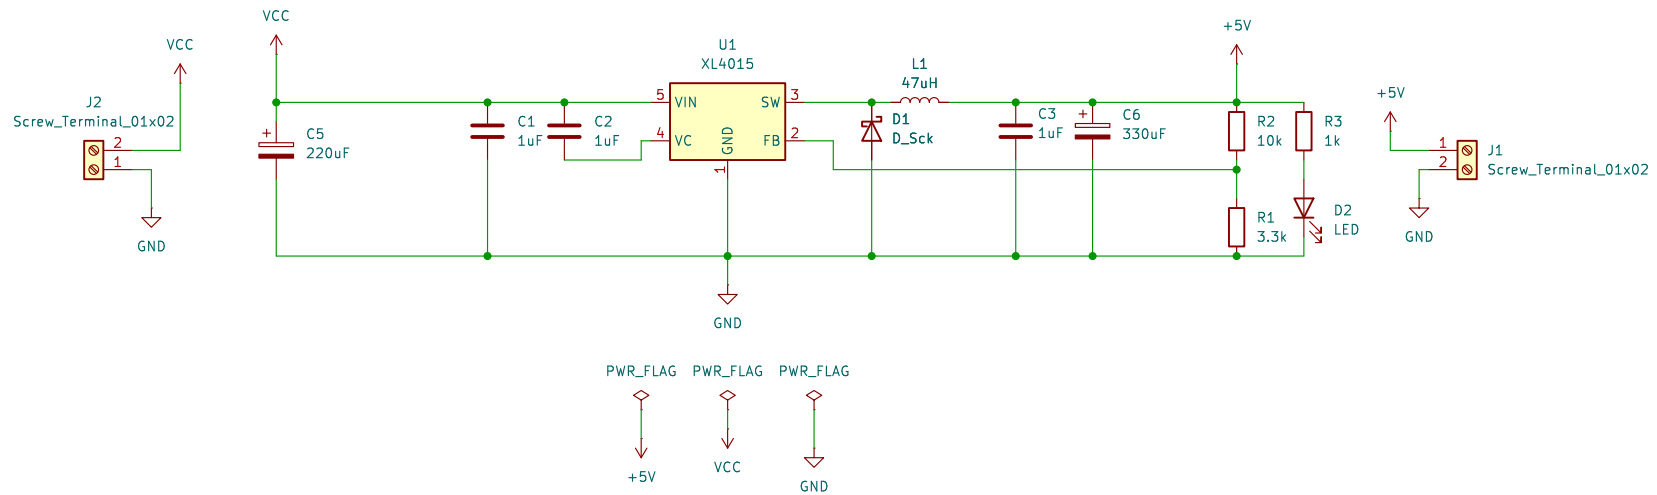 VCC
VCC
J2
Screw_Terminal_01x02
2
1
GND
+
C5
220uF
C1
1uF
C2
1uF
U1
XL4015
5
VIN
SW
3
4
VC
GND
FB
2
1
GND
L1
47uH
D1
D_Sck
C3
1uF
+
C6
330uF
+5V
R2
10k
R3
1k
R1
3.3k
D2
LED
+5V
1
2
J1
Screw_Terminal_01x02
GND
PWR_FLAG
PWR_FLAG
PWR_FLAG
+5V
VCC
GND